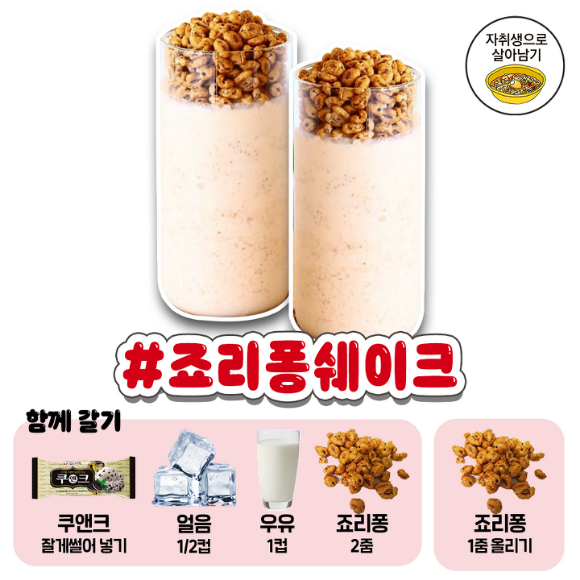 자취생으로
살아남기
#죠리퐁쉐이크
함께 갈기
쿠앤크
쿠앤크
잘게썰어 넣기
얼음
1/2컵
우유
1컵
죠리퐁
2줌
죠리퐁
1줌 올리기